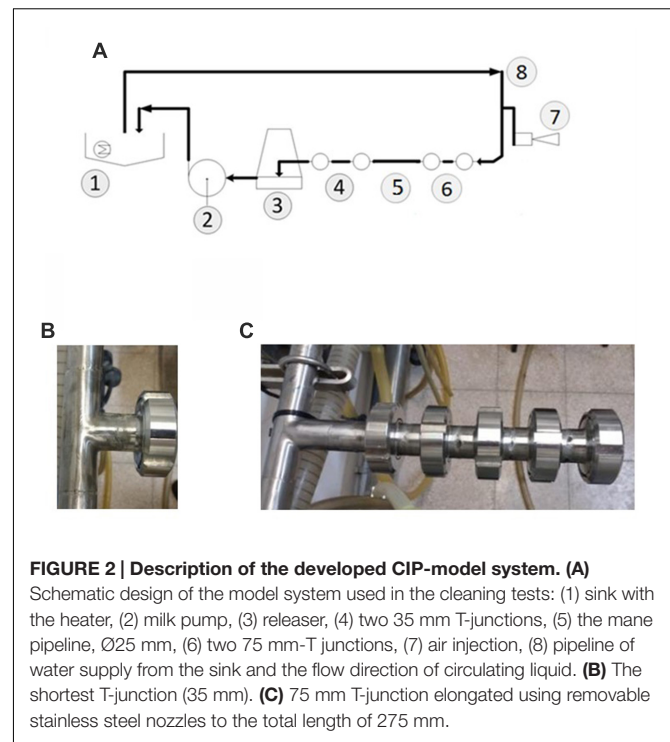 A
8
7
1
2
3
4
5
6
B
C
FIGURE 2 | Description of the developed CIP-model system. (A)
Schematic design of the model system used in the cleaning tests: (1) sink with
the heater, (2) milk pump, (3) releaser, (4) two 35 mm T-junctions, (5) the mane
pipeline, Ø25 mm, (6) two 75 mm-T junctions, (7) air injection, (8) pipeline of
water supply from the sink and the flow direction of circulating liquid. (B) The
shortest T-junction (35 mm). (C) 75 mm T-junction elongated using removable
stainless steel nozzles to the total length of 275 mm.